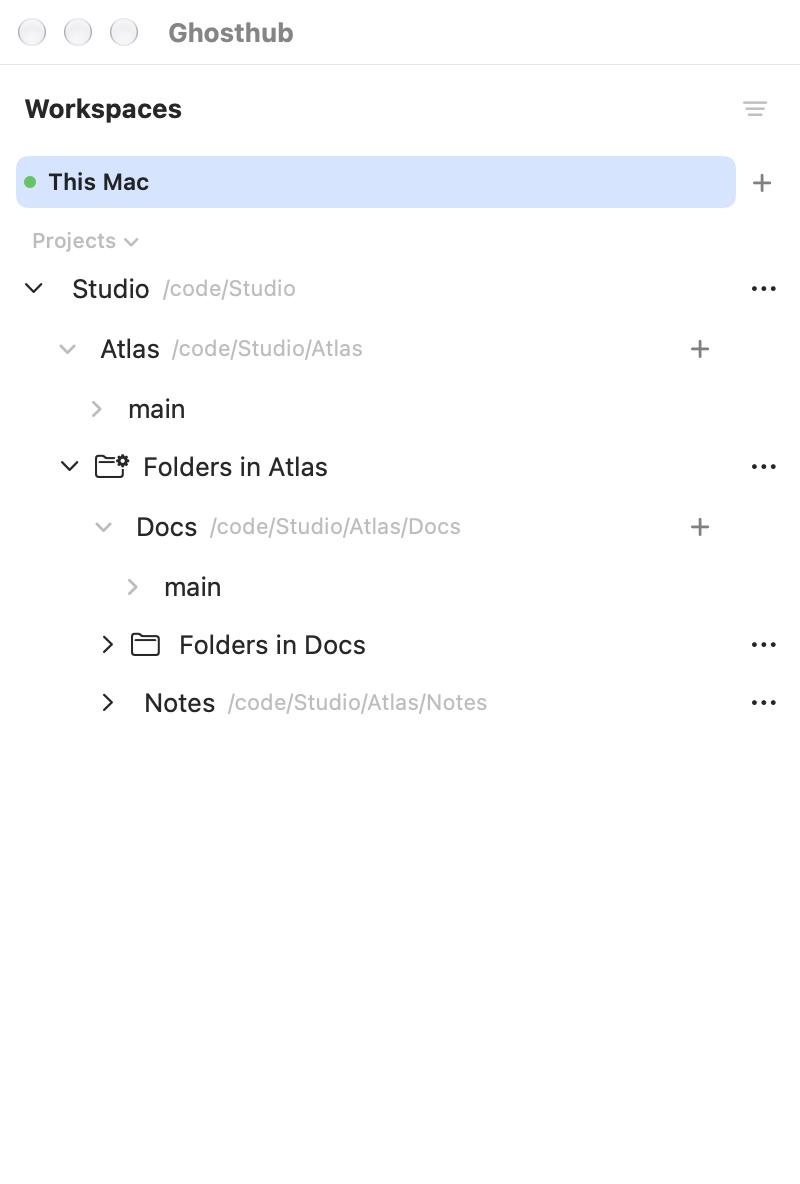 Ghosthub
Workspaces
This Mac
Projects
Studio /code/Studio
Atlas /code/Studio/Atlas
main
Folders in Atlas
Docs /code/Studio/Atlas/Docs
main
Folders in Docs
Notes /code/Studio/Atlas/Notes